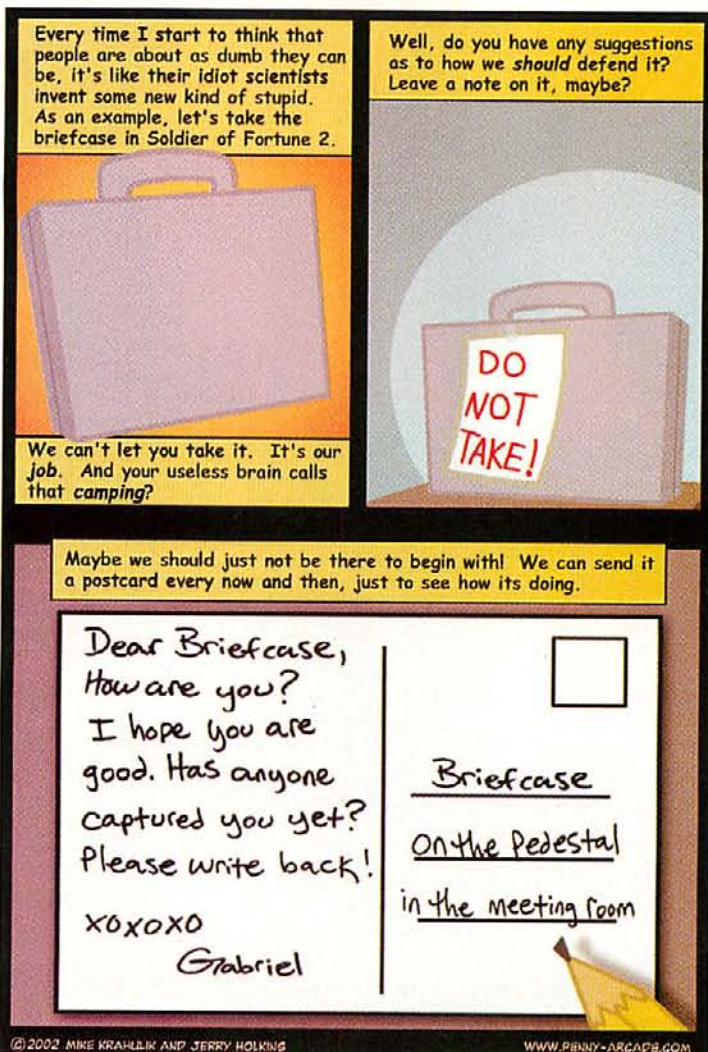 Every time I start to think that
people are about as dumb they can
be, it's like their idiot scientists
invent some new kind of stupid.
As an example, let's take the
briefcase in Soldier of Fortune 2.
We can't let you take it. It's our
job. And your useless brain calls
that camping?
Well, do you have any suggestions
as to how we should defend it?
Leave a note on it, maybe?
DO
NOT
TAKE!
Maybe we should just not be there to begin with! We can send it
a postcard every now and then, just to see how its doing.
Dear Briefcase,
How are you?
I hope you are
good. Has anyone
captured you yet?
Please write back!
xoxoxo
Gabriel
Briefcase
On the Pedestal
in the meeting room
© 2002 MIKE KRAHULIK AND JERRY HOLKINS
WWW.PENNY-ARCADE.COM